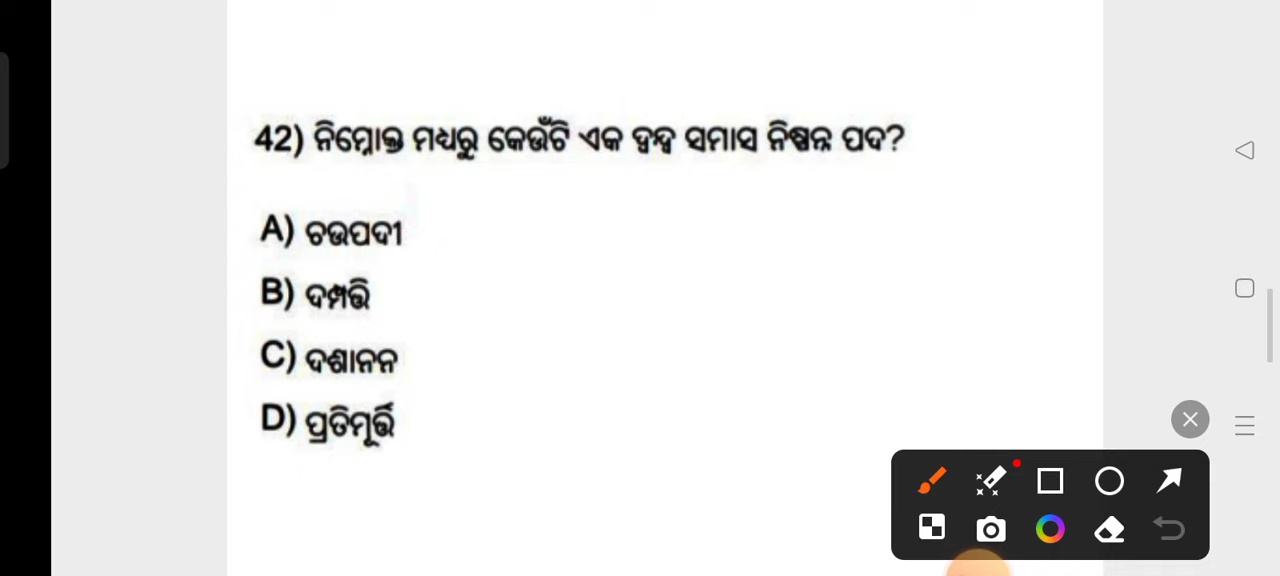 42) ନିମ୍ନୋକ୍ତ ମଧ୍ୟରୁ କେଉଁଟି ଏକ ଦ୍ୱନ୍ଦ୍ୱ ସମାସ ନିଷ୍ପନ୍ନ ପଦ?
A) ଚଉପଦୀ
B) ଦମ୍ପତ୍ତି
C) ଦଶାନନ
D) ପ୍ରତିମୂର୍ତ୍ତି